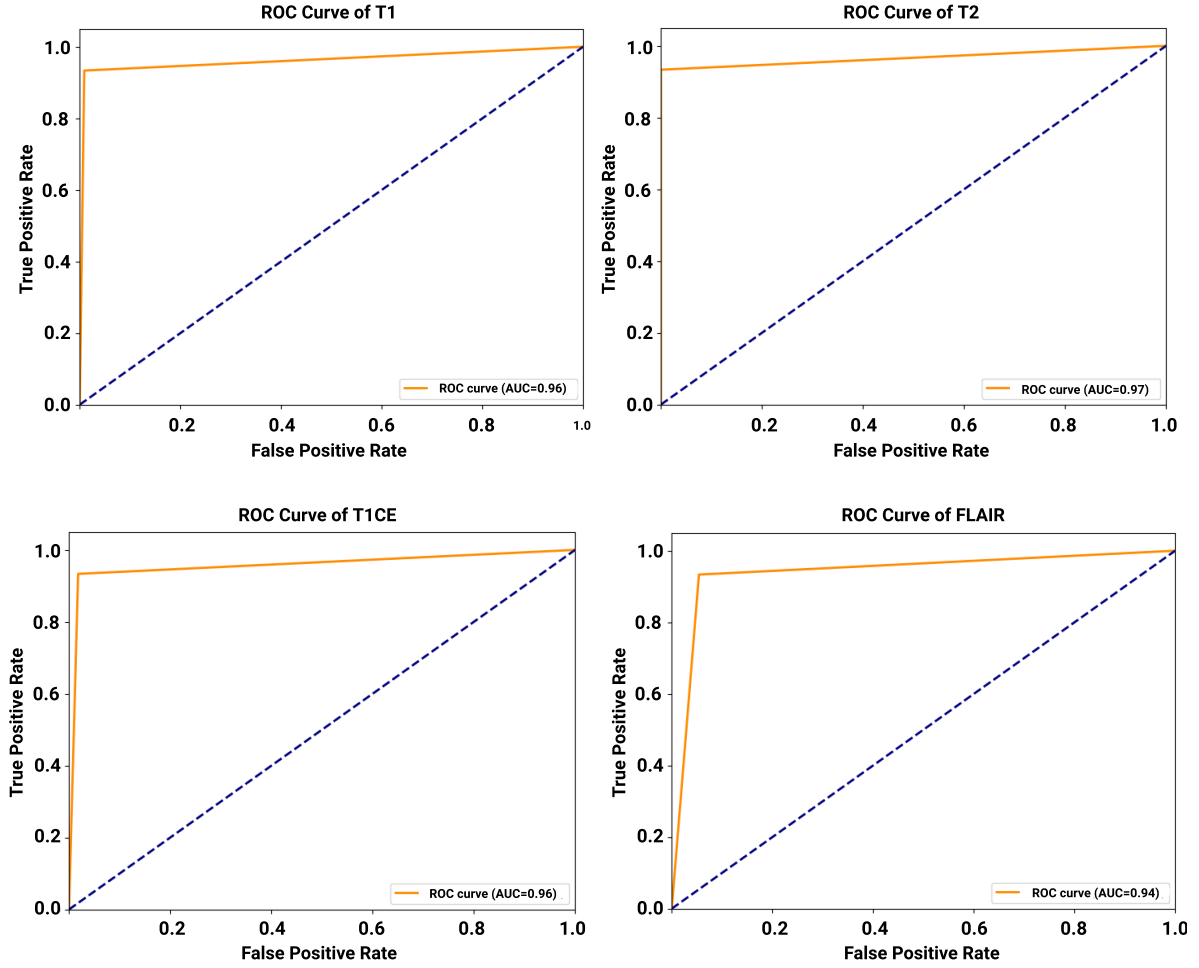 ROC Curve of T1
1.0
0.8
0.6
0.4
0.2
0.0
True Positive Rate
ROC curve (AUC=0.96)
0.2 0.4 0.6 0.8 1.0
False Positive Rate
ROC Curve of T2
1.0
0.8
0.6
0.4
0.2
0.0
True Positive Rate
ROC curve (AUC=0.97)
0.2 0.4 0.6 0.8 1.0
False Positive Rate
ROC Curve of T1CE
1.0
0.8
0.6
0.4
0.2
0.0
True Positive Rate
ROC curve (AUC=0.96)
0.2 0.4 0.6 0.8 1.0
False Positive Rate
ROC Curve of FLAIR
1.0
0.8
0.6
0.4
0.2
0.0
True Positive Rate
ROC curve (AUC=0.94)
0.2 0.4 0.6 0.8 1.0
False Positive Rate